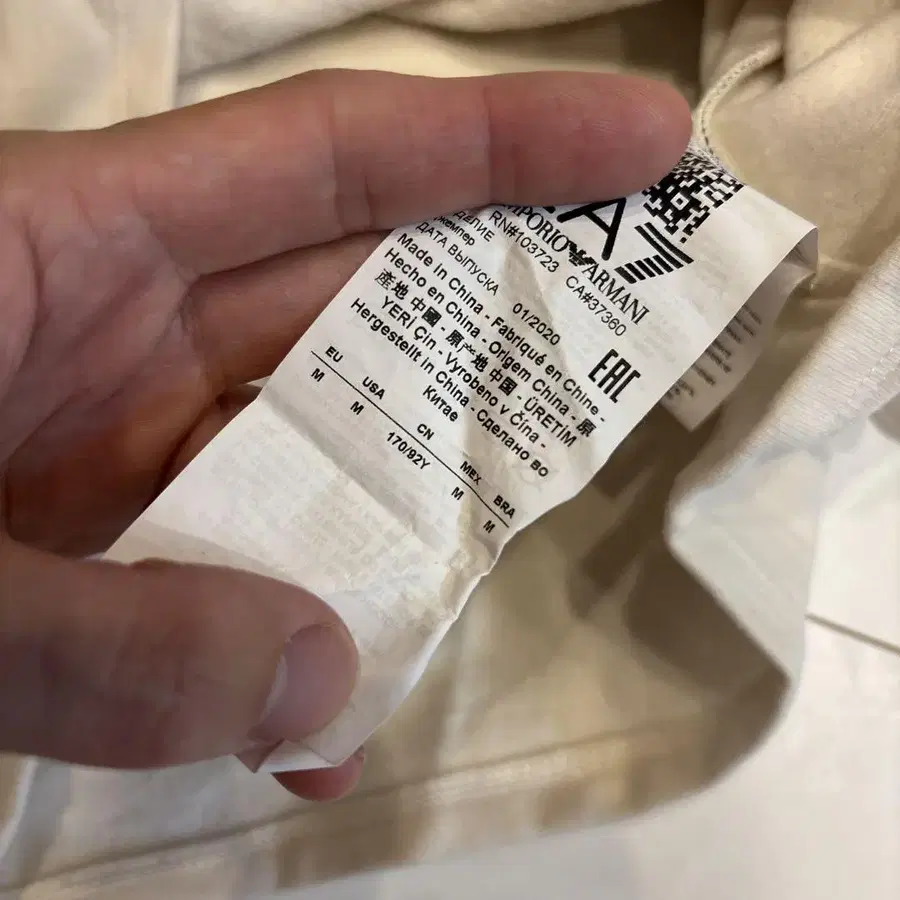 EA7
EMPORIO ARMANI
RN#103723 CA#37360
джемпер
ДАТА ВЫПУСКА 01/2020
EAC
Made in China - Fabriqué en Chine -
Hecho en China - Origem China - 原
産地 中國 - 原产地 中国 - ÜRETİM
YERİ Çin - Vyrobeno v Čína -
Hergestellt in China - Сделано во
Китае
EU USA CN MEX BRA
M M 170/92Y M M